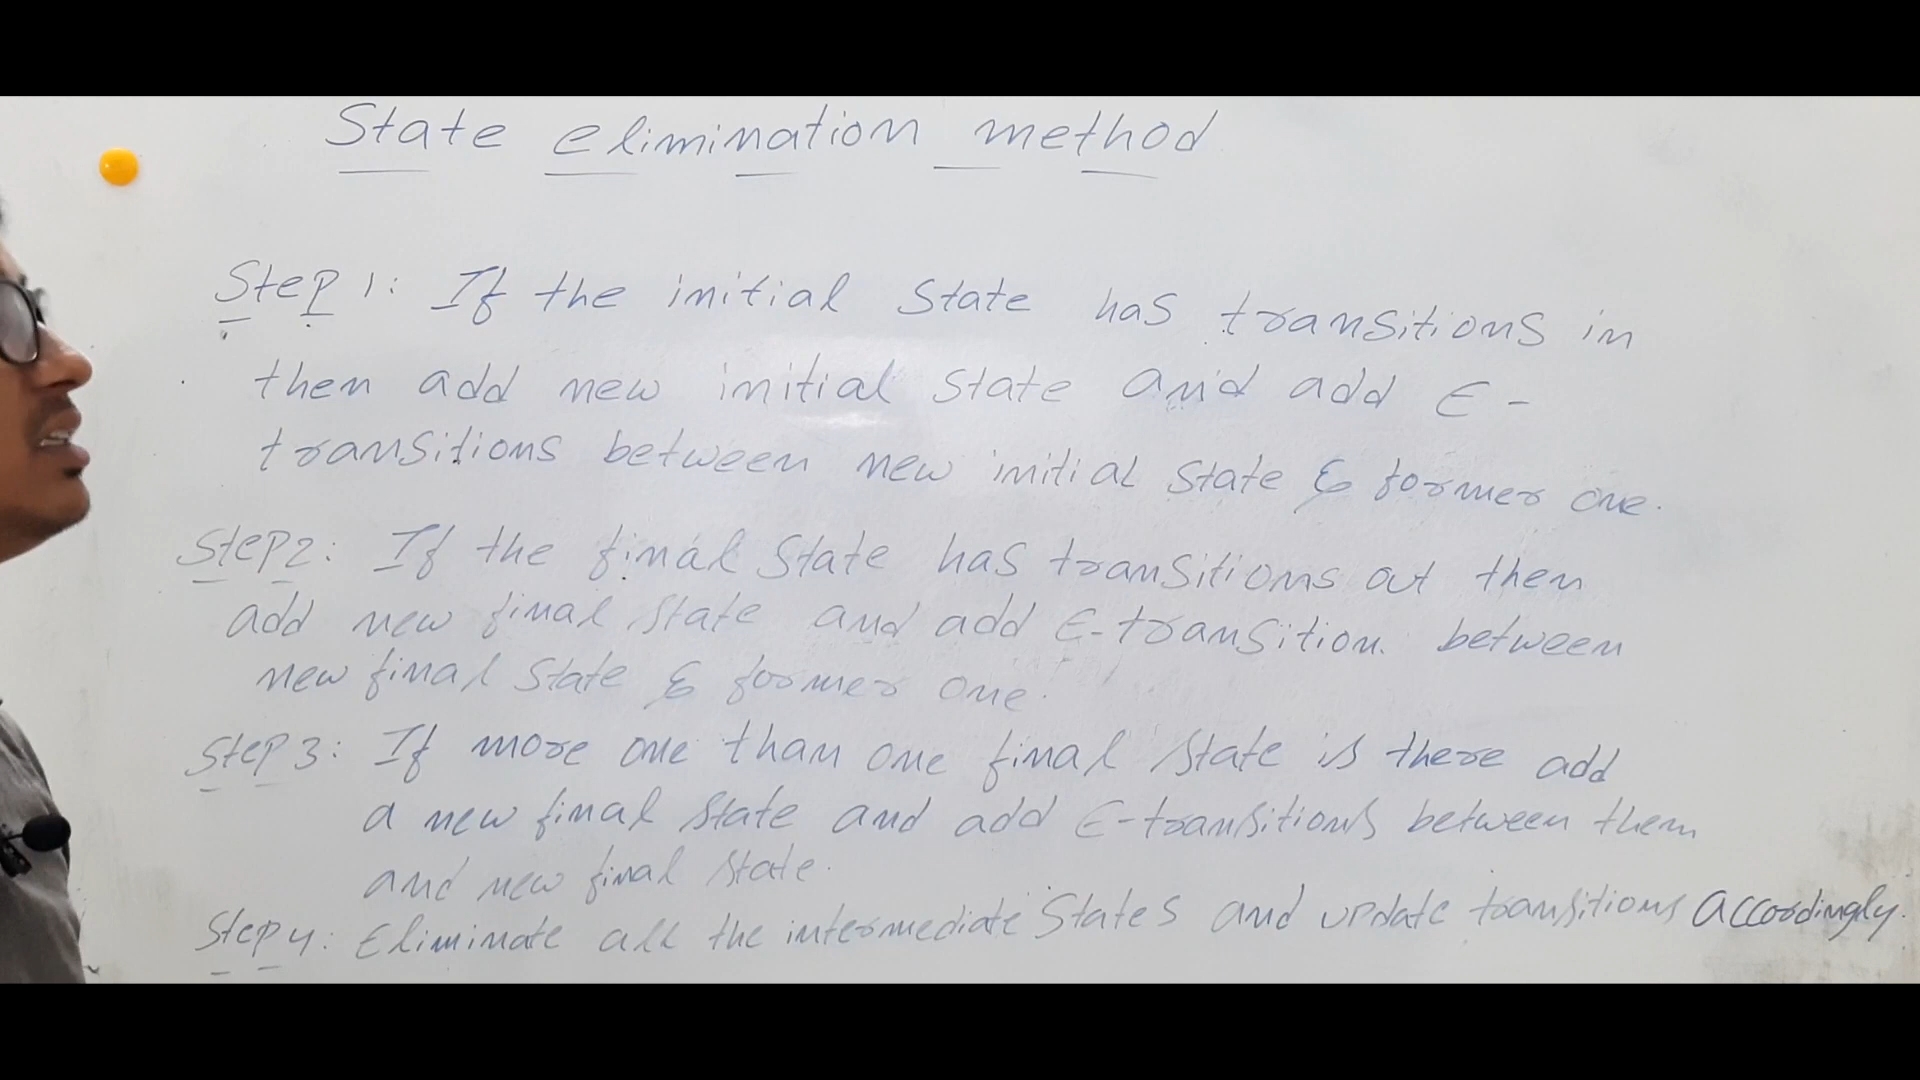 State elimination method
Step 1: If the initial State has transitions in
then add new initial state and add ϵ-
transitions between new initial state & former one.
Step2: If the final State has transitions out then
add new final state and add ϵ-transition. between
new final state & former one.
Step 3: If more one than one final state is there add
a new final state and add ϵ-transitions between them
and new final state.
Step 4: Eliminate all the intermediate States and update transitions accordingly.